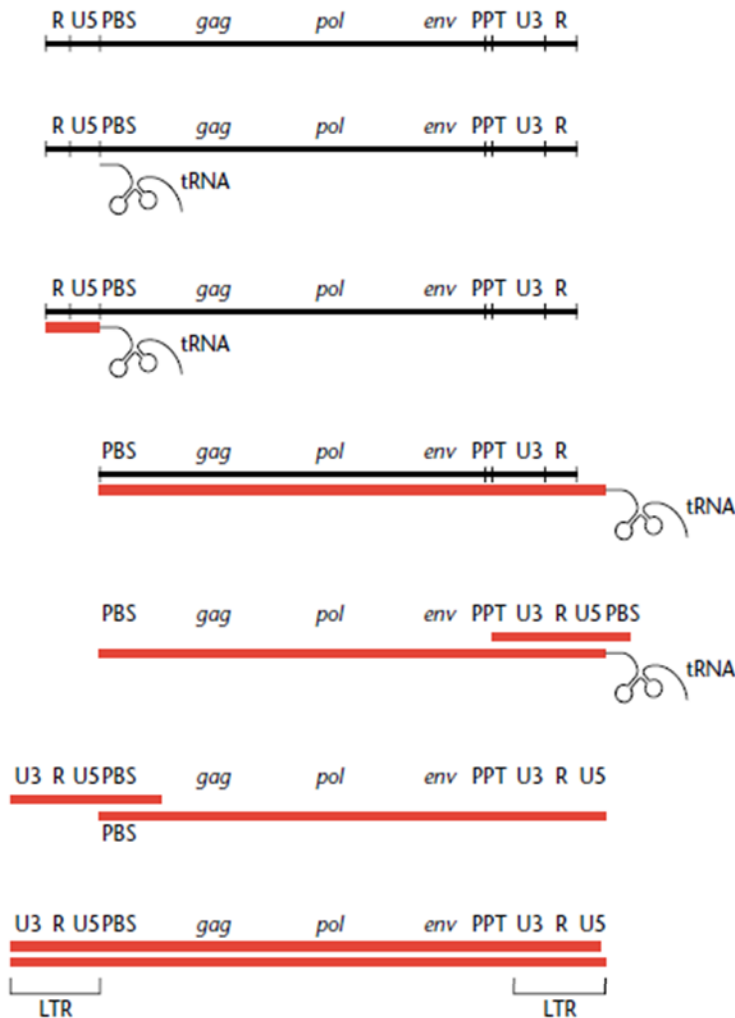 R U5 PBS gag pol env PPT U3 R
R U5 PBS gag pol env PPT U3 R
tRNA
R U5 PBS gag pol env PPT U3 R
tRNA
PBS gag pol env PPT U3 R
tRNA
PBS gag pol env PPT U3 R U5 PBS
tRNA
U3 R U5 PBS gag pol env PPT U3 R U5
PBS
U3 R U5 PBS gag pol env PPT U3 R U5
LTR LTR